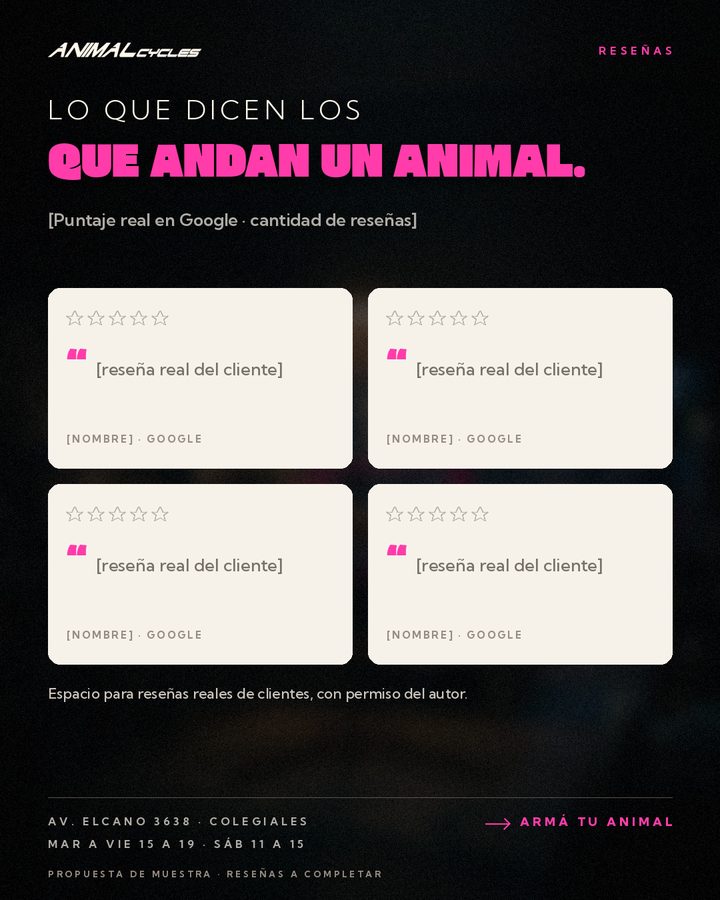 ANIMAL CYCLES
RESEÑAS
LO QUE DICEN LOS
QUE ANDAN UN ANIMAL.
[Puntaje real en Google · cantidad de reseñas]
“ [reseña real del cliente]
[NOMBRE] · GOOGLE
“ [reseña real del cliente]
[NOMBRE] · GOOGLE
“ [reseña real del cliente]
[NOMBRE] · GOOGLE
“ [reseña real del cliente]
[NOMBRE] · GOOGLE
Espacio para reseñas reales de clientes, con permiso del autor.
AV. ELCANO 3638 · COLEGIALES
MAR A VIE 15 A 19 · SÁB 11 A 15
→ ARMÁ TU ANIMAL
PROPUESTA DE MUESTRA · RESEÑAS A COMPLETAR